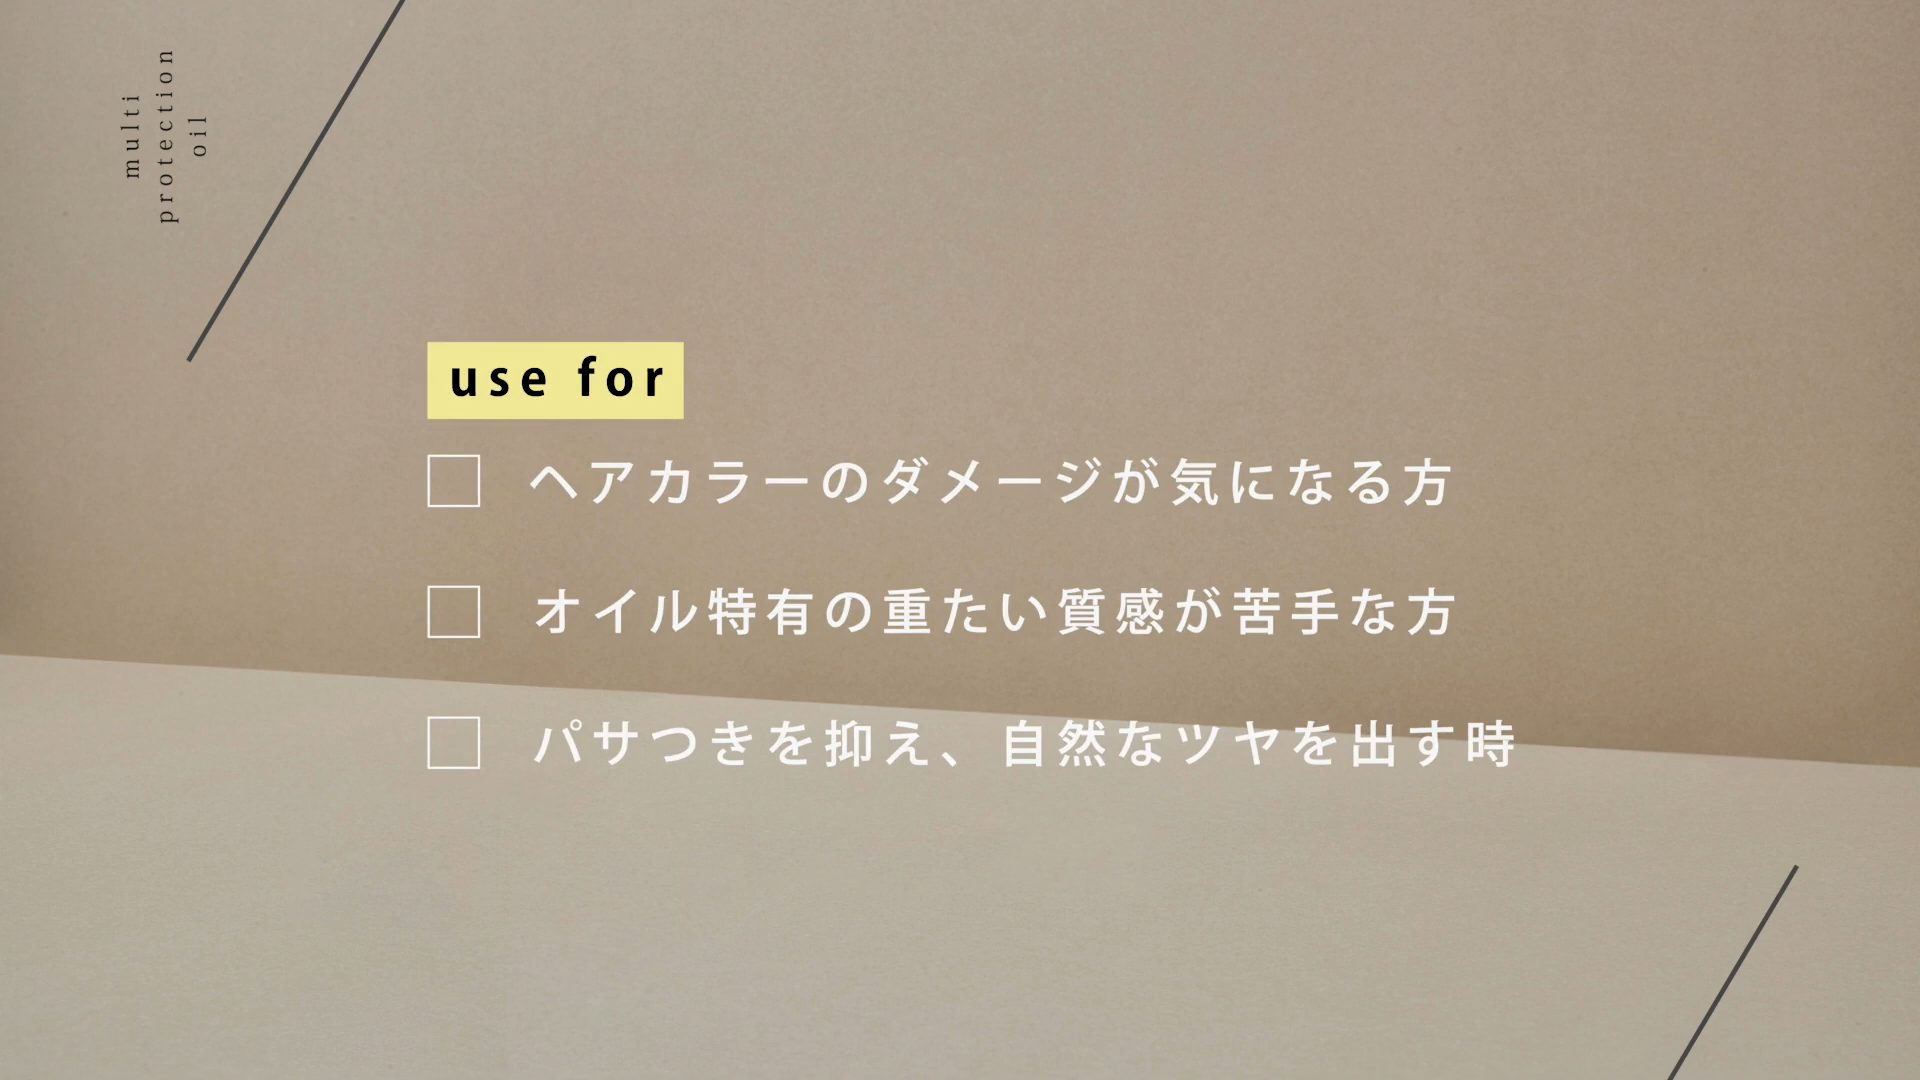 multi
protection
oil
use for
ヘアカラーのダメージが気になる方
オイル特有の重たい質感が苦手な方
パサつきを抑え、自然なツヤを出す時